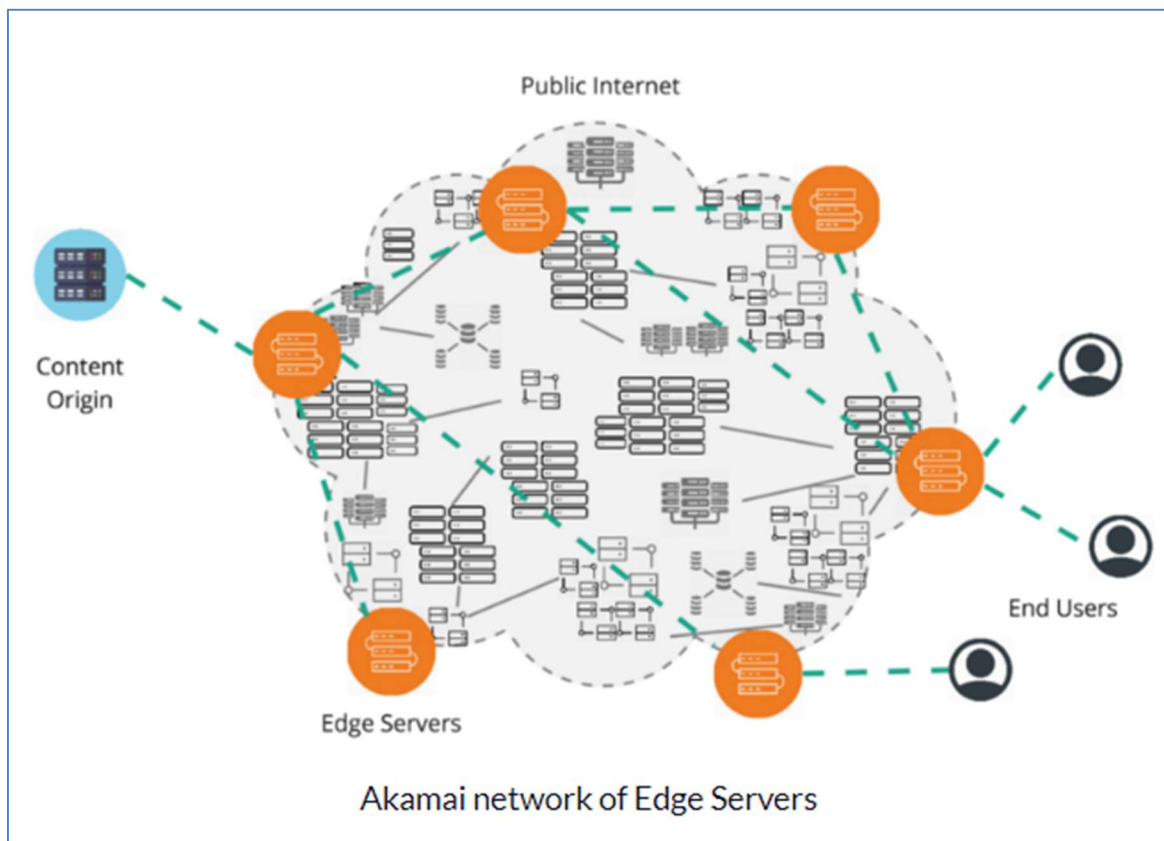 Public Internet
Content
Origin
End Users
Edge Servers
Akamai network of Edge Servers